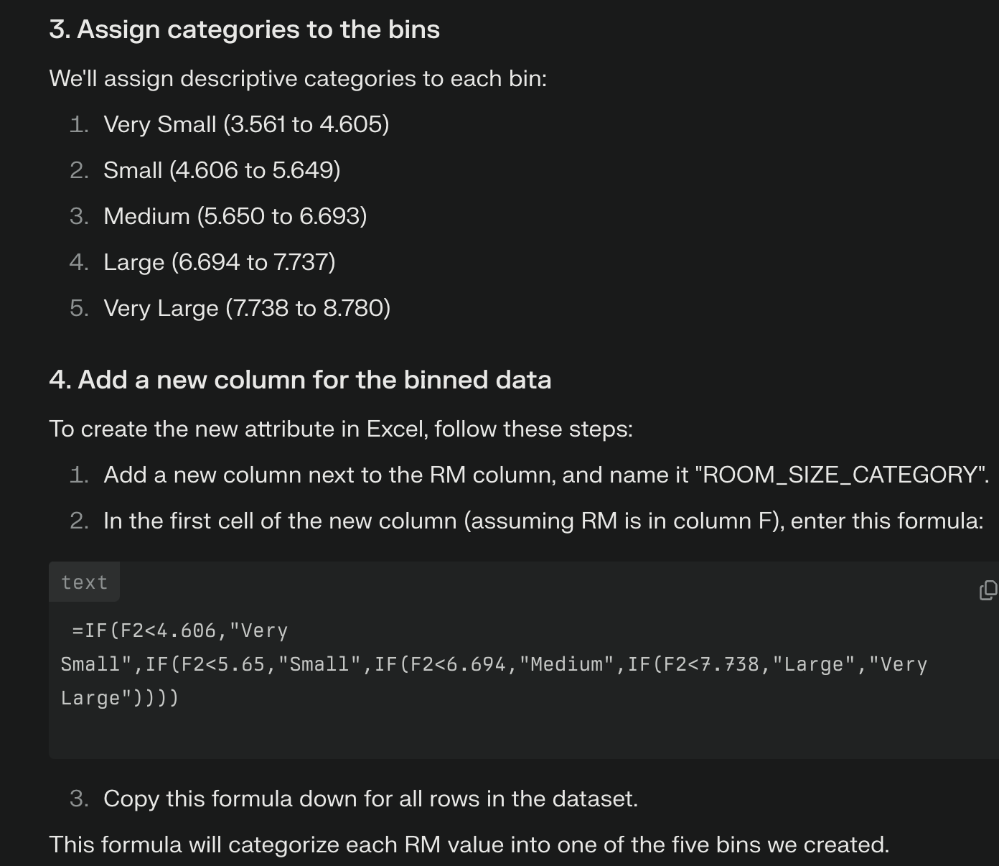 3. Assign categories to the bins
We'll assign descriptive categories to each bin:
1. Very Small (3.561 to 4.605)
2. Small (4.606 to 5.649)
3. Medium (5.650 to 6.693)
4. Large (6.694 to 7.737)
5. Very Large (7.738 to 8.780)
4. Add a new column for the binned data
To create the new attribute in Excel, follow these steps:
1. Add a new column next to the RM column, and name it "ROOM_SIZE_CATEGORY".
2. In the first cell of the new column (assuming RM is in column F), enter this formula:
text
=IF(F2<4.606,"Very
Small",IF(F2<5.65,"Small",IF(F2<6.694,"Medium",IF(F2<7.738,"Large","Very
Large"))))
3. Copy this formula down for all rows in the dataset.
This formula will categorize each RM value into one of the five bins we created.